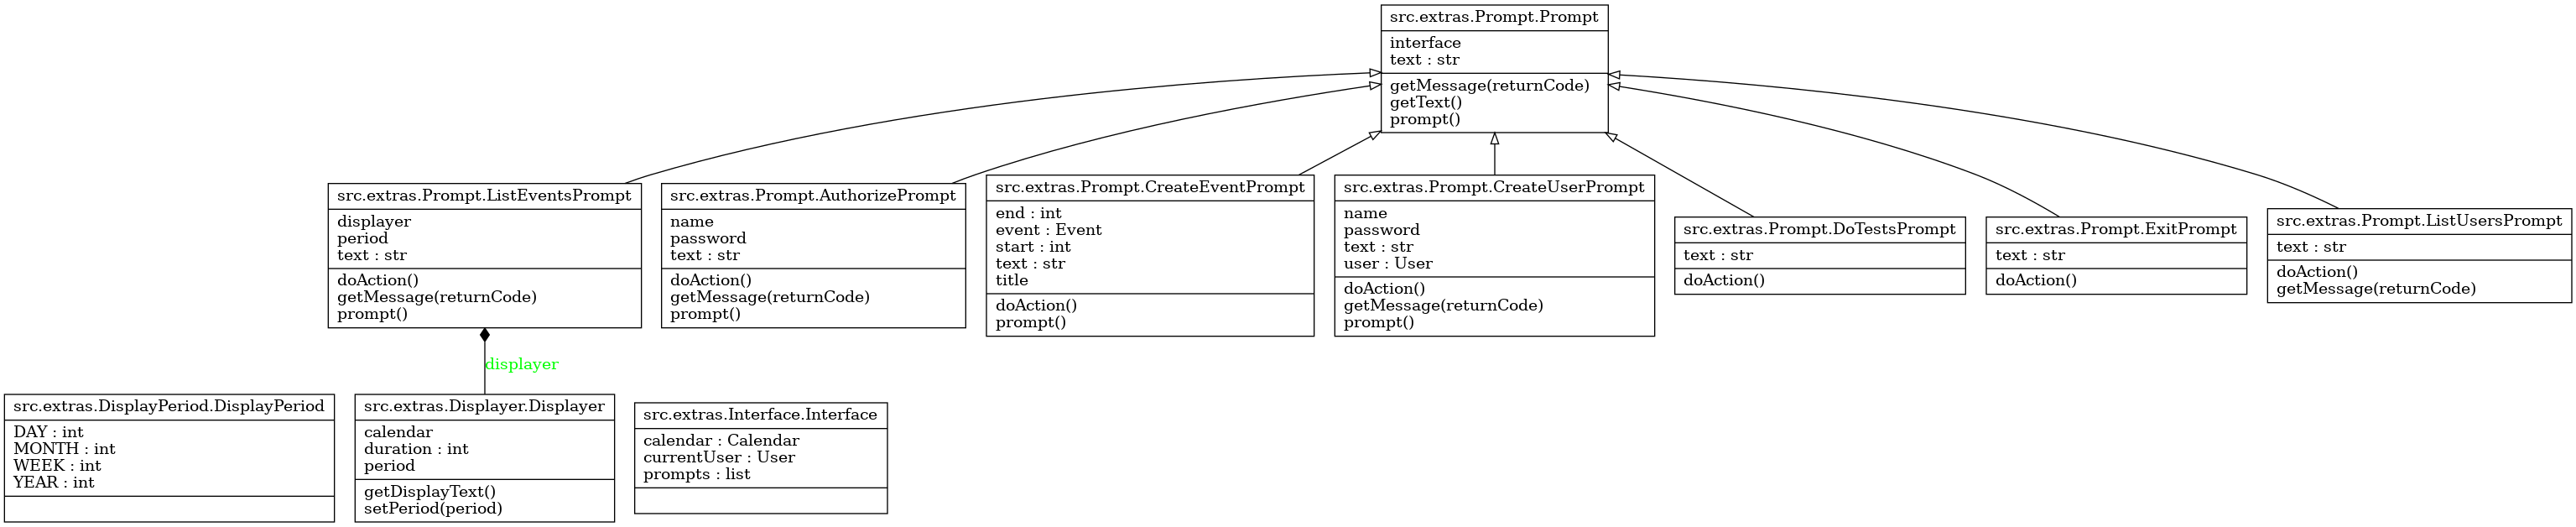 src.extras.Prompt.Prompt
interface
text : str
getMessage(returnCode)
getText()
prompt()
src.extras.Prompt.ListEventsPrompt
displayer
period
text : str
doAction()
getMessage(returnCode)
prompt()
src.extras.Prompt.AuthorizePrompt
name
password
text : str
doAction()
getMessage(returnCode)
prompt()
src.extras.Prompt.CreateEventPrompt
end : int
event : Event
start : int
text : str
title
doAction()
prompt()
src.extras.Prompt.CreateUserPrompt
name
password
text : str
user : User
doAction()
getMessage(returnCode)
prompt()
src.extras.Prompt.DoTestsPrompt
text : str
doAction()
src.extras.Prompt.ExitPrompt
text : str
doAction()
src.extras.Prompt.ListUsersPrompt
text : str
doAction()
getMessage(returnCode)
displayer
src.extras.DisplayPeriod.DisplayPeriod
DAY : int
MONTH : int
WEEK : int
YEAR : int
src.extras.Displayer.Displayer
calendar
duration : int
period
getDisplayText()
setPeriod(period)
src.extras.Interface.Interface
calendar : Calendar
currentUser : User
prompts : list